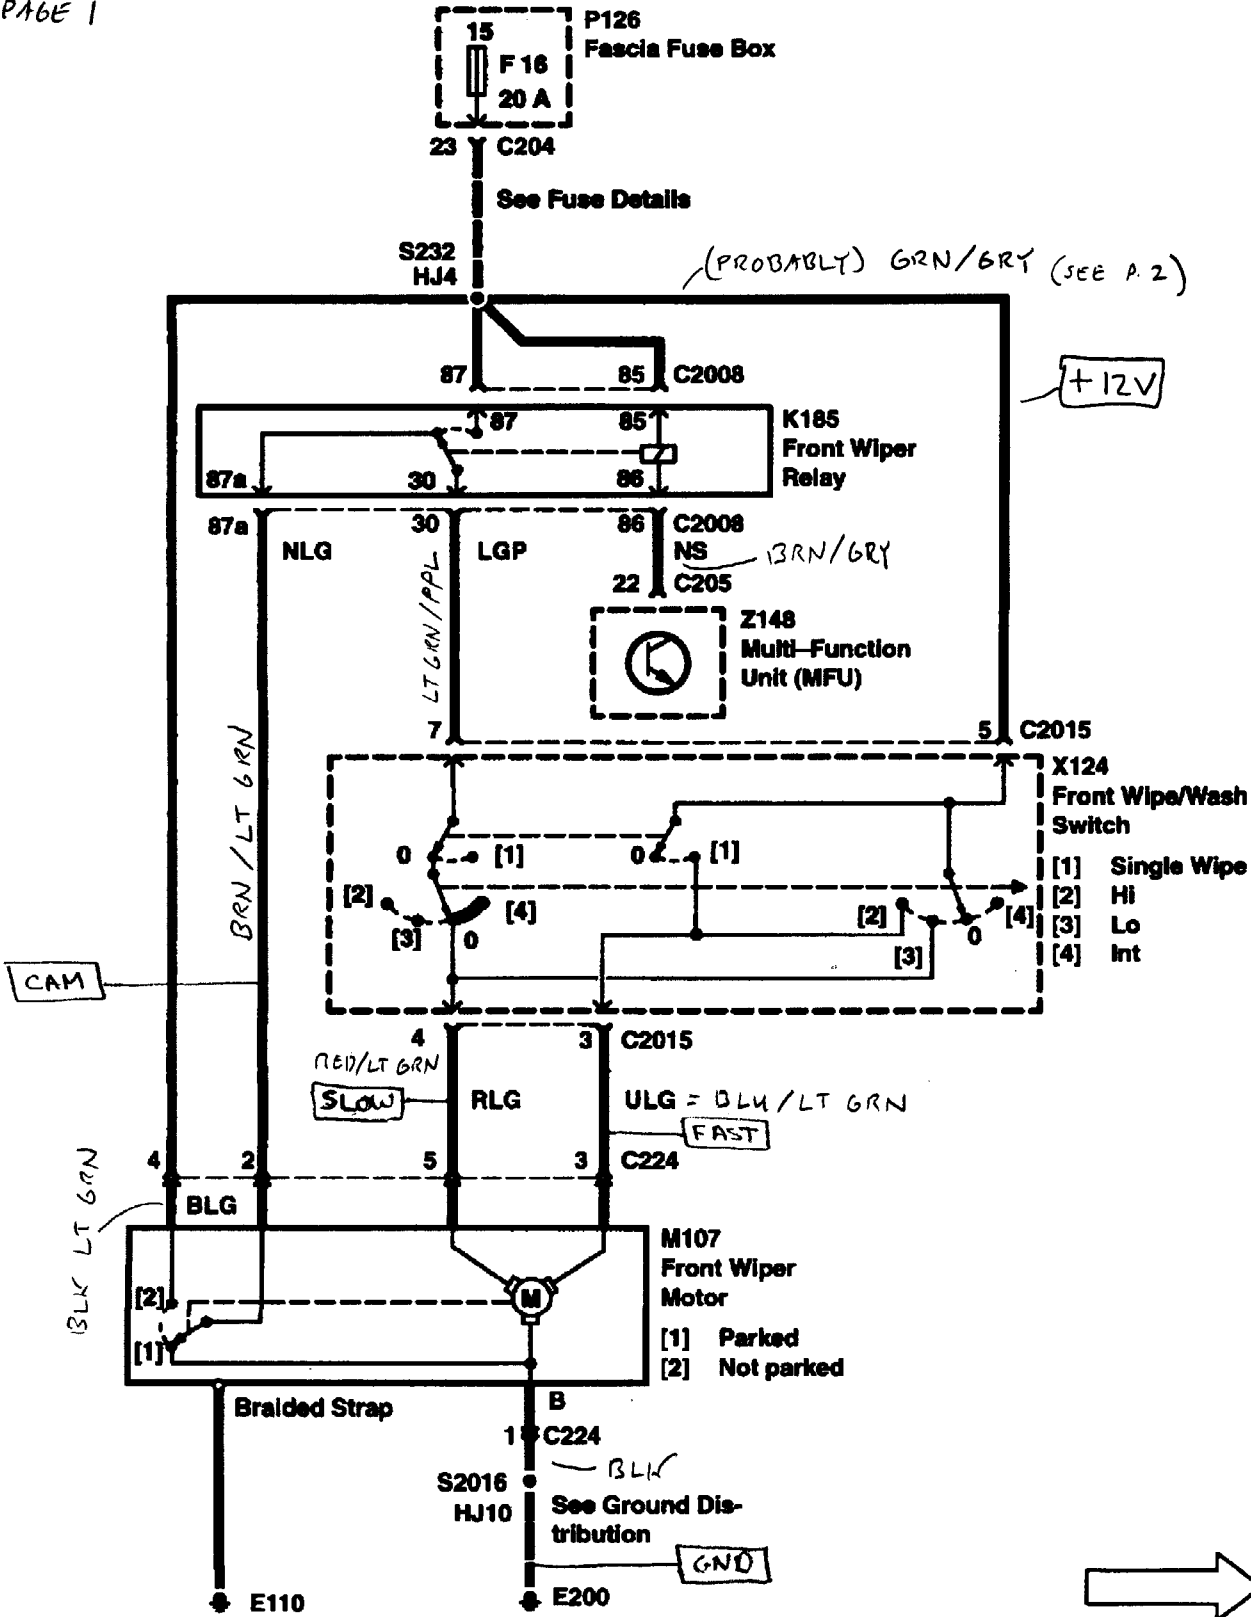 PAGE 1
P126
Fascia Fuse Box
15
F 16
20 A
23 C204
See Fuse Details
S232
HJ4
(PROBABLY) GRN/GRY (SEE P. 2)
+12V
87 85 C2008
87 85
K185
Front Wiper
Relay
87a 30 86
87a 30 86 C2008
NLG LGP NS
BRN/GRY
22 C205
Z148
Multi-Function
Unit (MFU)
LT GRN/PPL
7 5 C2015
X124
Front Wipe/Wash
Switch
BRN/LT GRN
0 [1] 0 [1]
[1] Single Wipe
[2] Hi
[3] Lo
[4] Int
[2] [4] [2] [4]
[3] 0 [3] 0
CAM
4 3 C2015
RED/LT GRN
SLOW
RLG
ULG = BLU/LT GRN
FAST
4 2 5 3 C224
BLG
BLK LT GRN
M107
Front Wiper
Motor
[1] Parked
[2] Not parked
[2]
M
[1]
Braided Strap
B
1 C224
BLK
S2016
HJ10
See Ground Dis-
tribution
GND
E110
E200